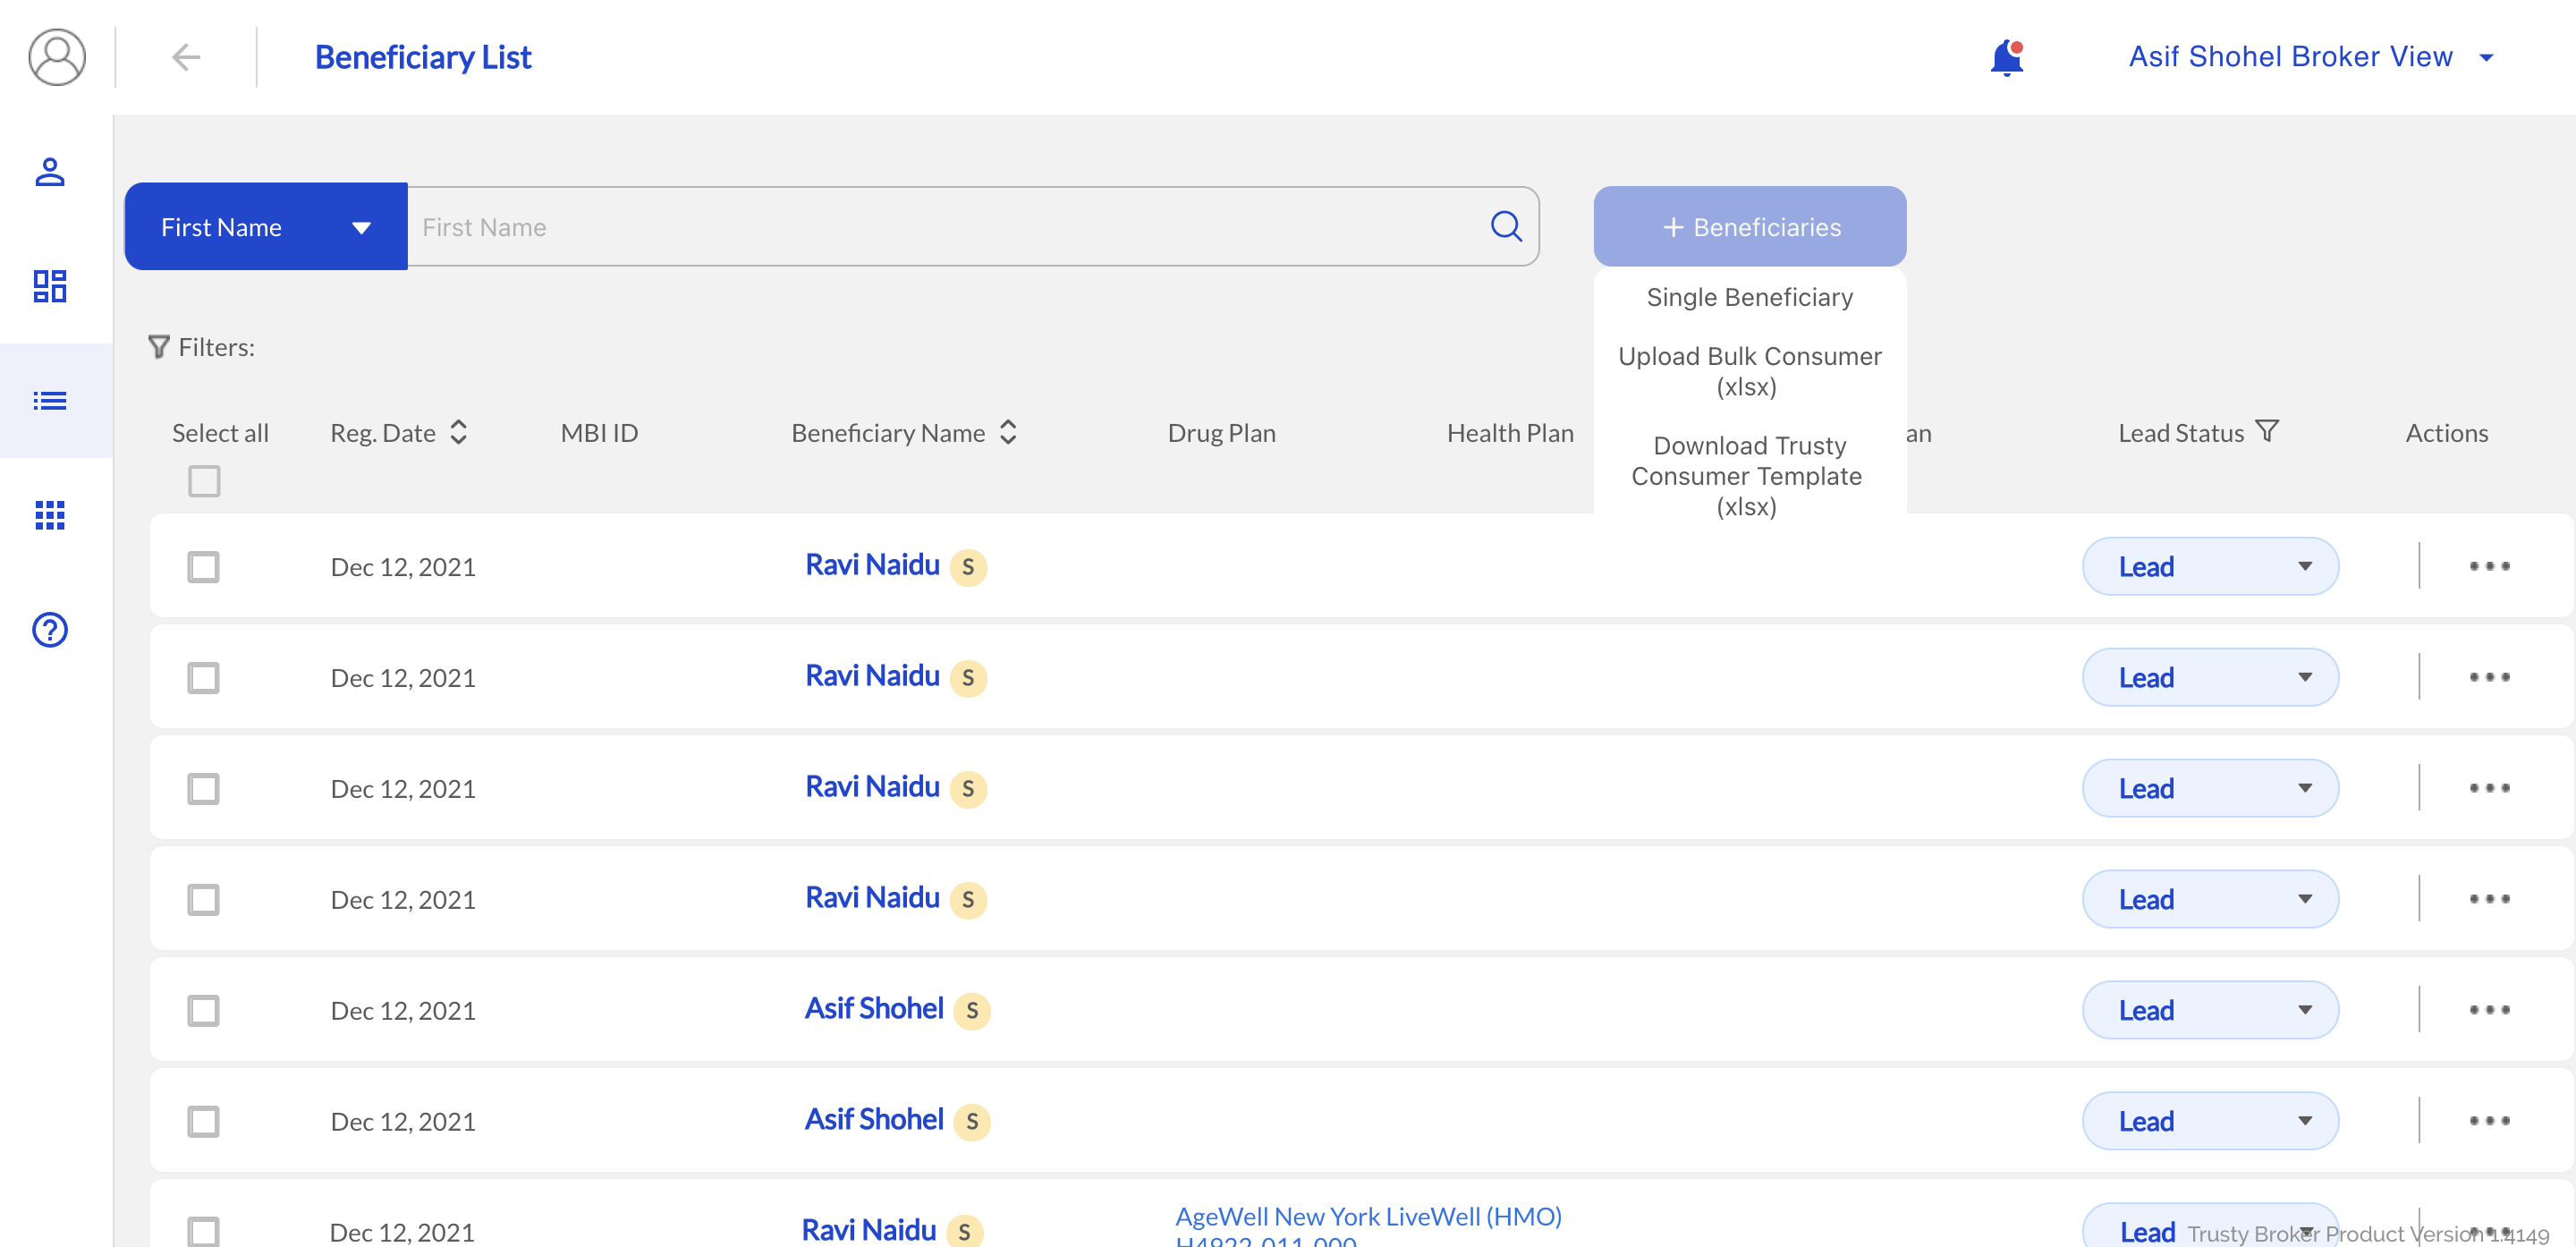 Beneficiary List
Asif Shohel Broker View
First Name
First Name
+ Beneficiaries
Single Beneficiary
Upload Bulk Consumer
(xlsx)
Download Trusty
Consumer Template
(xlsx)
Filters:
Select all
Reg. Date
MBI ID
Beneficiary Name
Drug Plan
Health Plan
an
Lead Status
Actions
Dec 12, 2021
Ravi Naidu S
Lead
Dec 12, 2021
Ravi Naidu S
Lead
Dec 12, 2021
Ravi Naidu S
Lead
Dec 12, 2021
Ravi Naidu S
Lead
Dec 12, 2021
Asif Shohel S
Lead
Dec 12, 2021
Asif Shohel S
Lead
Dec 12, 2021
Ravi Naidu S
AgeWell New York LiveWell (HMO)
H4922-011-000
Lead
Trusty Broker Product Version 1.4149